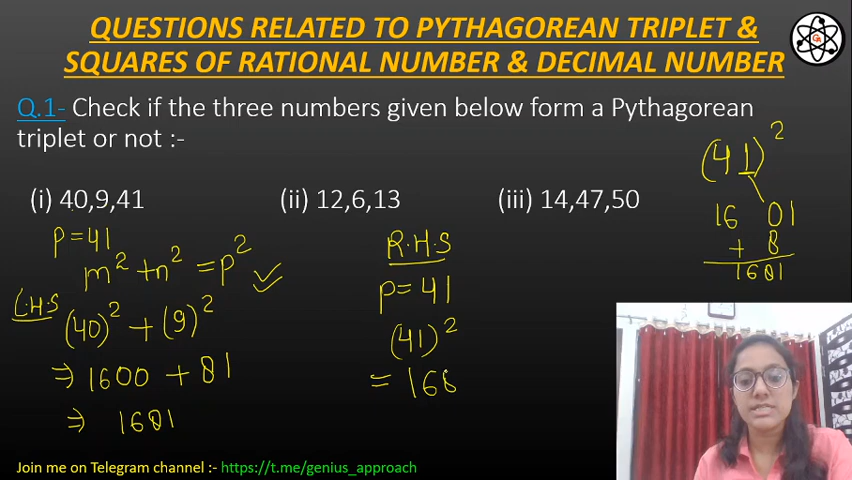 QUESTIONS RELATED TO PYTHAGOREAN TRIPLET &
SQUARES OF RATIONAL NUMBER & DECIMAL NUMBER
GA
Q.1- Check if the three numbers given below form a Pythagorean
triplet or not :-
(i) 40,9,41
(ii) 12,6,13
(iii) 14,47,50
p=41
m² + n² = p² ✓
L.H.S
(40)² + (9)²
⇒ 1600 + 81
⇒ 1681
R.H.S
p= 41
(41)²
= 168
(41)²
16 01
+ 8
1681
Join me on Telegram channel :- https://t.me/genius_approach